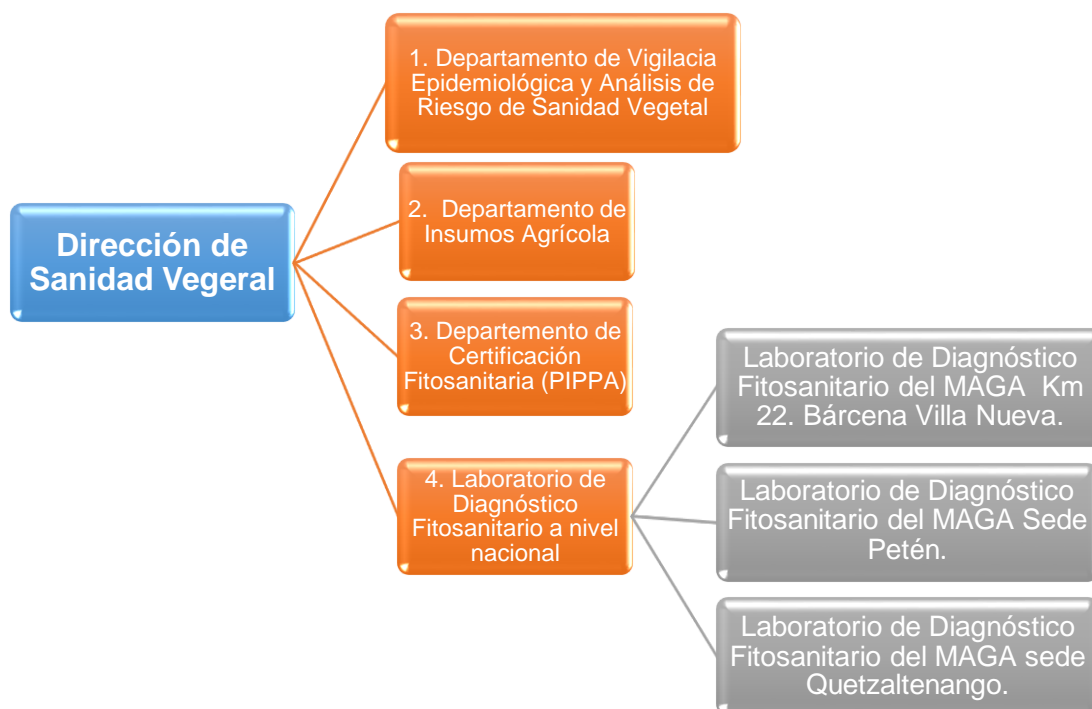 1. Departamento de Vigilacia
Epidemiológica y Análisis de
Riesgo de Sanidad Vegetal
Dirección de
Sanidad Vegeral
2. Departamento de
Insumos Agrícola
3. Departemento de
Certificación
Fitosanitaria (PIPPA)
4. Laboratorio de
Diagnóstico
Fitosanitario a nivel
nacional
Laboratorio de Diagnóstico
Fitosanitario del MAGA Km
22. Bárcena Villa Nueva.
Laboratorio de Diagnóstico
Fitosanitario del MAGA Sede
Petén.
Laboratorio de Diagnóstico
Fitosanitario del MAGA sede
Quetzaltenango.